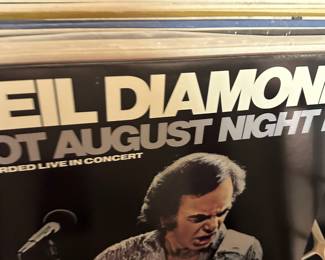 EIL DIAMON
OT AUGUST NIGHT
RDED LIVE IN CONCERT